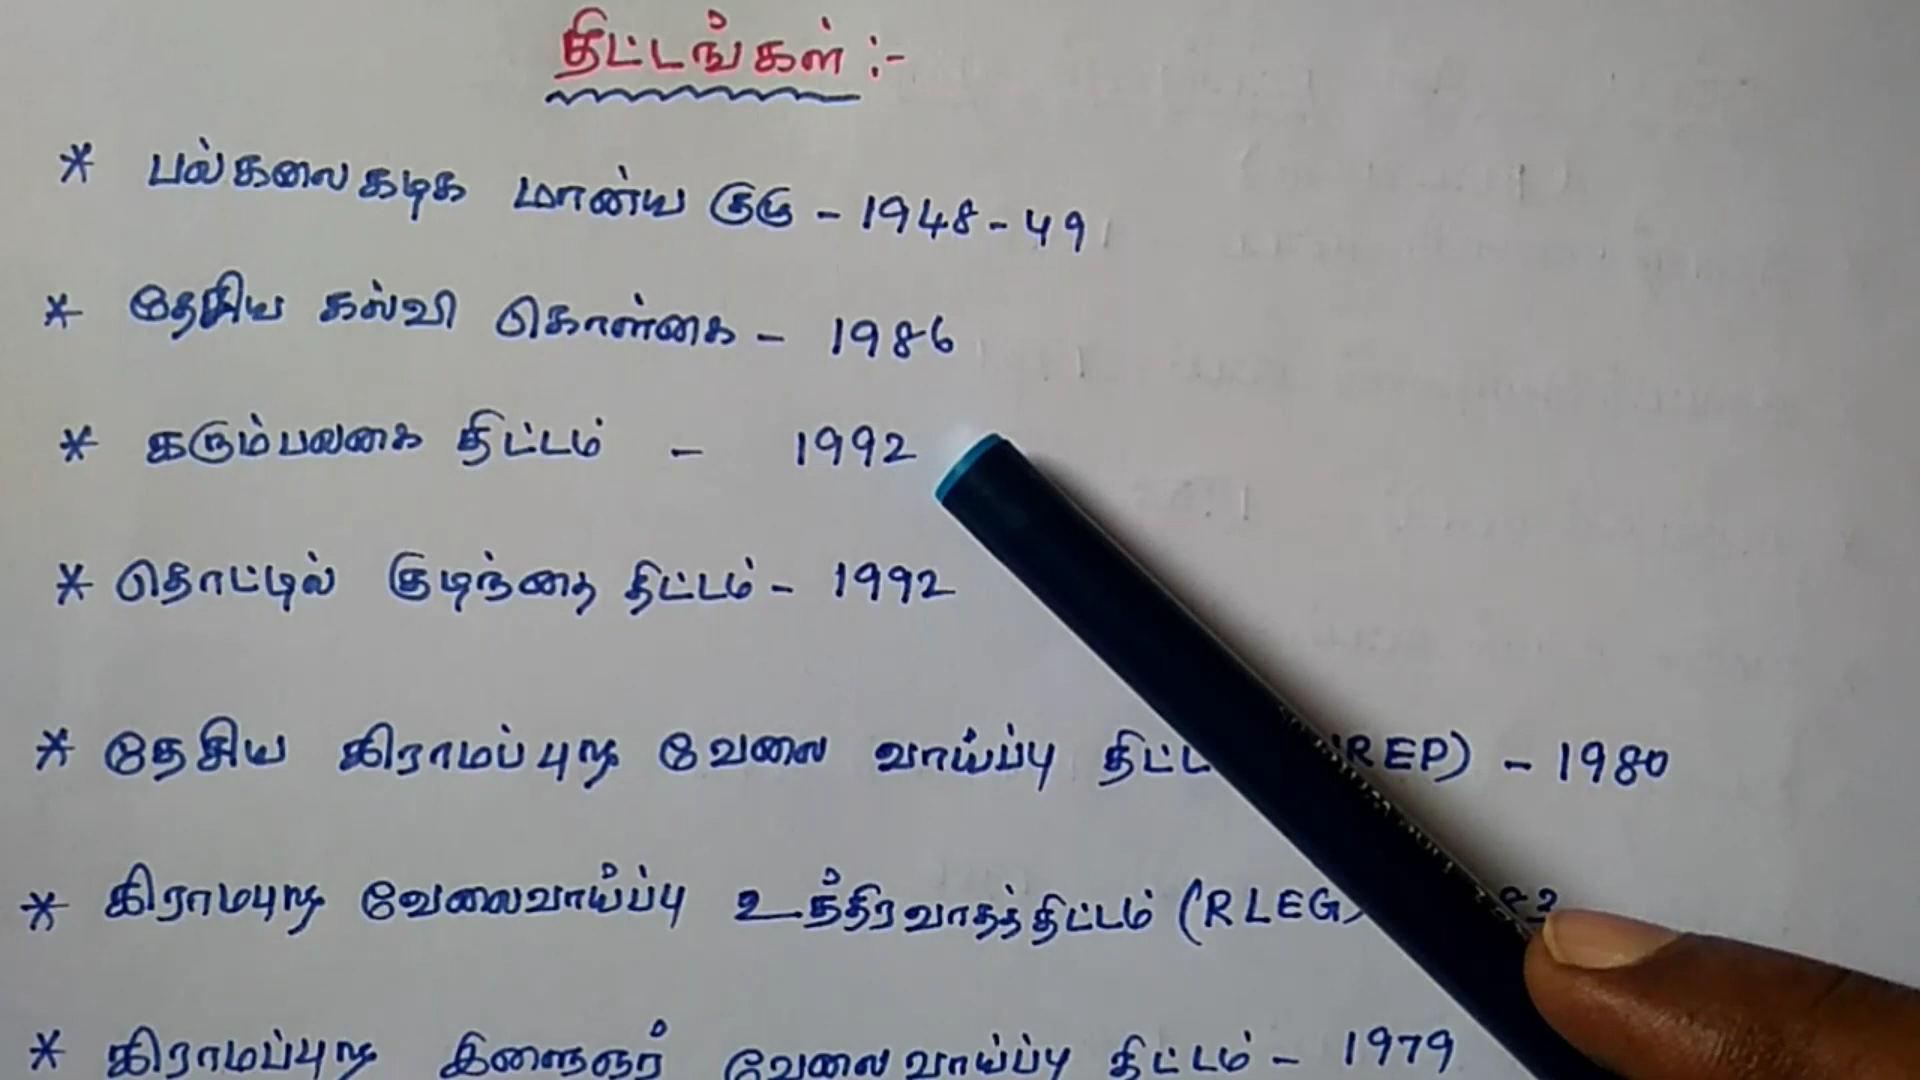 திட்டங்கள் :-
* பல்கலைகழக மான்ய குழு - 1948-49
* தேசிய கல்வி கொள்கை - 1986
* கரும்பலகை திட்டம் - 1992
* தொட்டில் குழந்தை திட்டம் - 1992
* தேசிய கிராமப்புற வேலை வாய்ப்பு REP) - 1980
* கிராமபுற வேலைவாய்ப்பு உத்திரவாதத்திட்டம் (RLEG)
* கிராமப்புற இளைஞர் வேலை வாய்ப்பு திட்டம் - 1979